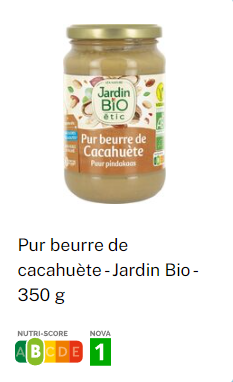 Jardin
BiO
étic
Pur beurre de
Cacahuète
Puur pindakaas
Pur beurre de
cacahuète - Jardin Bio -
350 g
NUTRI-SCORE
NOVA
A B C D E
1